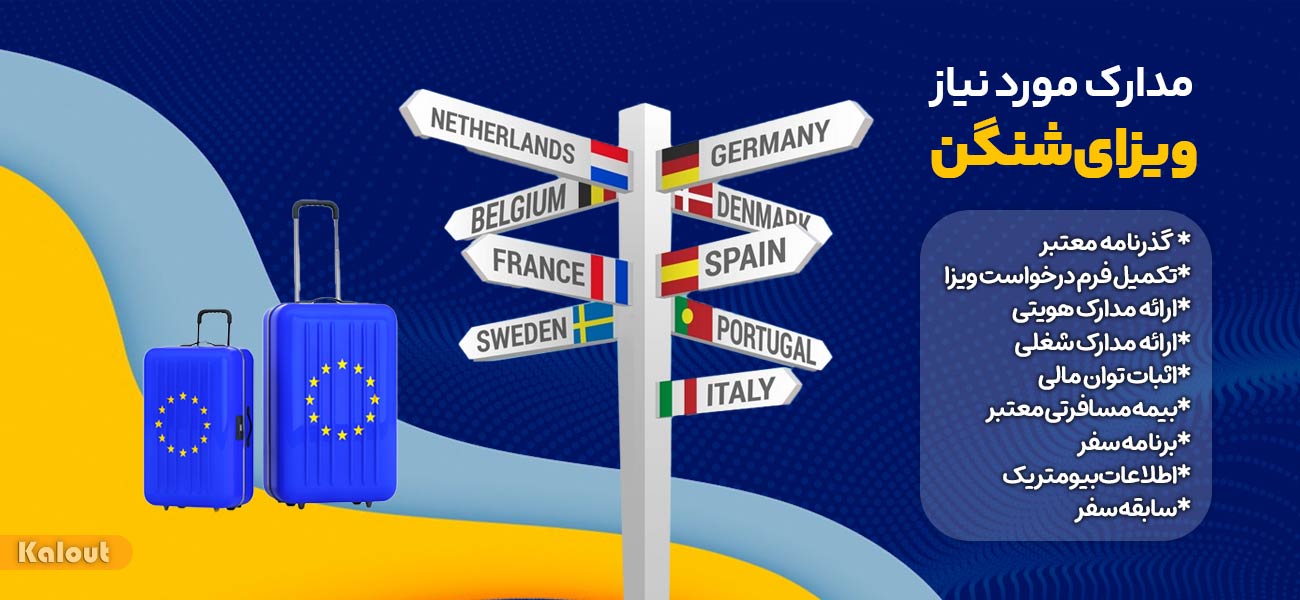 مدارک مورد نیاز
ویزای شنگن
* گذرنامه معتبر
*تکمیل فرم درخواست ویزا
*ارائه مدارک هویتی
*ارائه مدارک شغلی
*اثبات توان مالی
*بیمه مسافرتی معتبر
*برنامه سفر
*اطلاعات بیومتریک
*سابقه سفر
NETHERLANDS
GERMANY
BELGIUM
DENMARK
FRANCE
SPAIN
SWEDEN
PORTUGAL
ITALY
Kalout